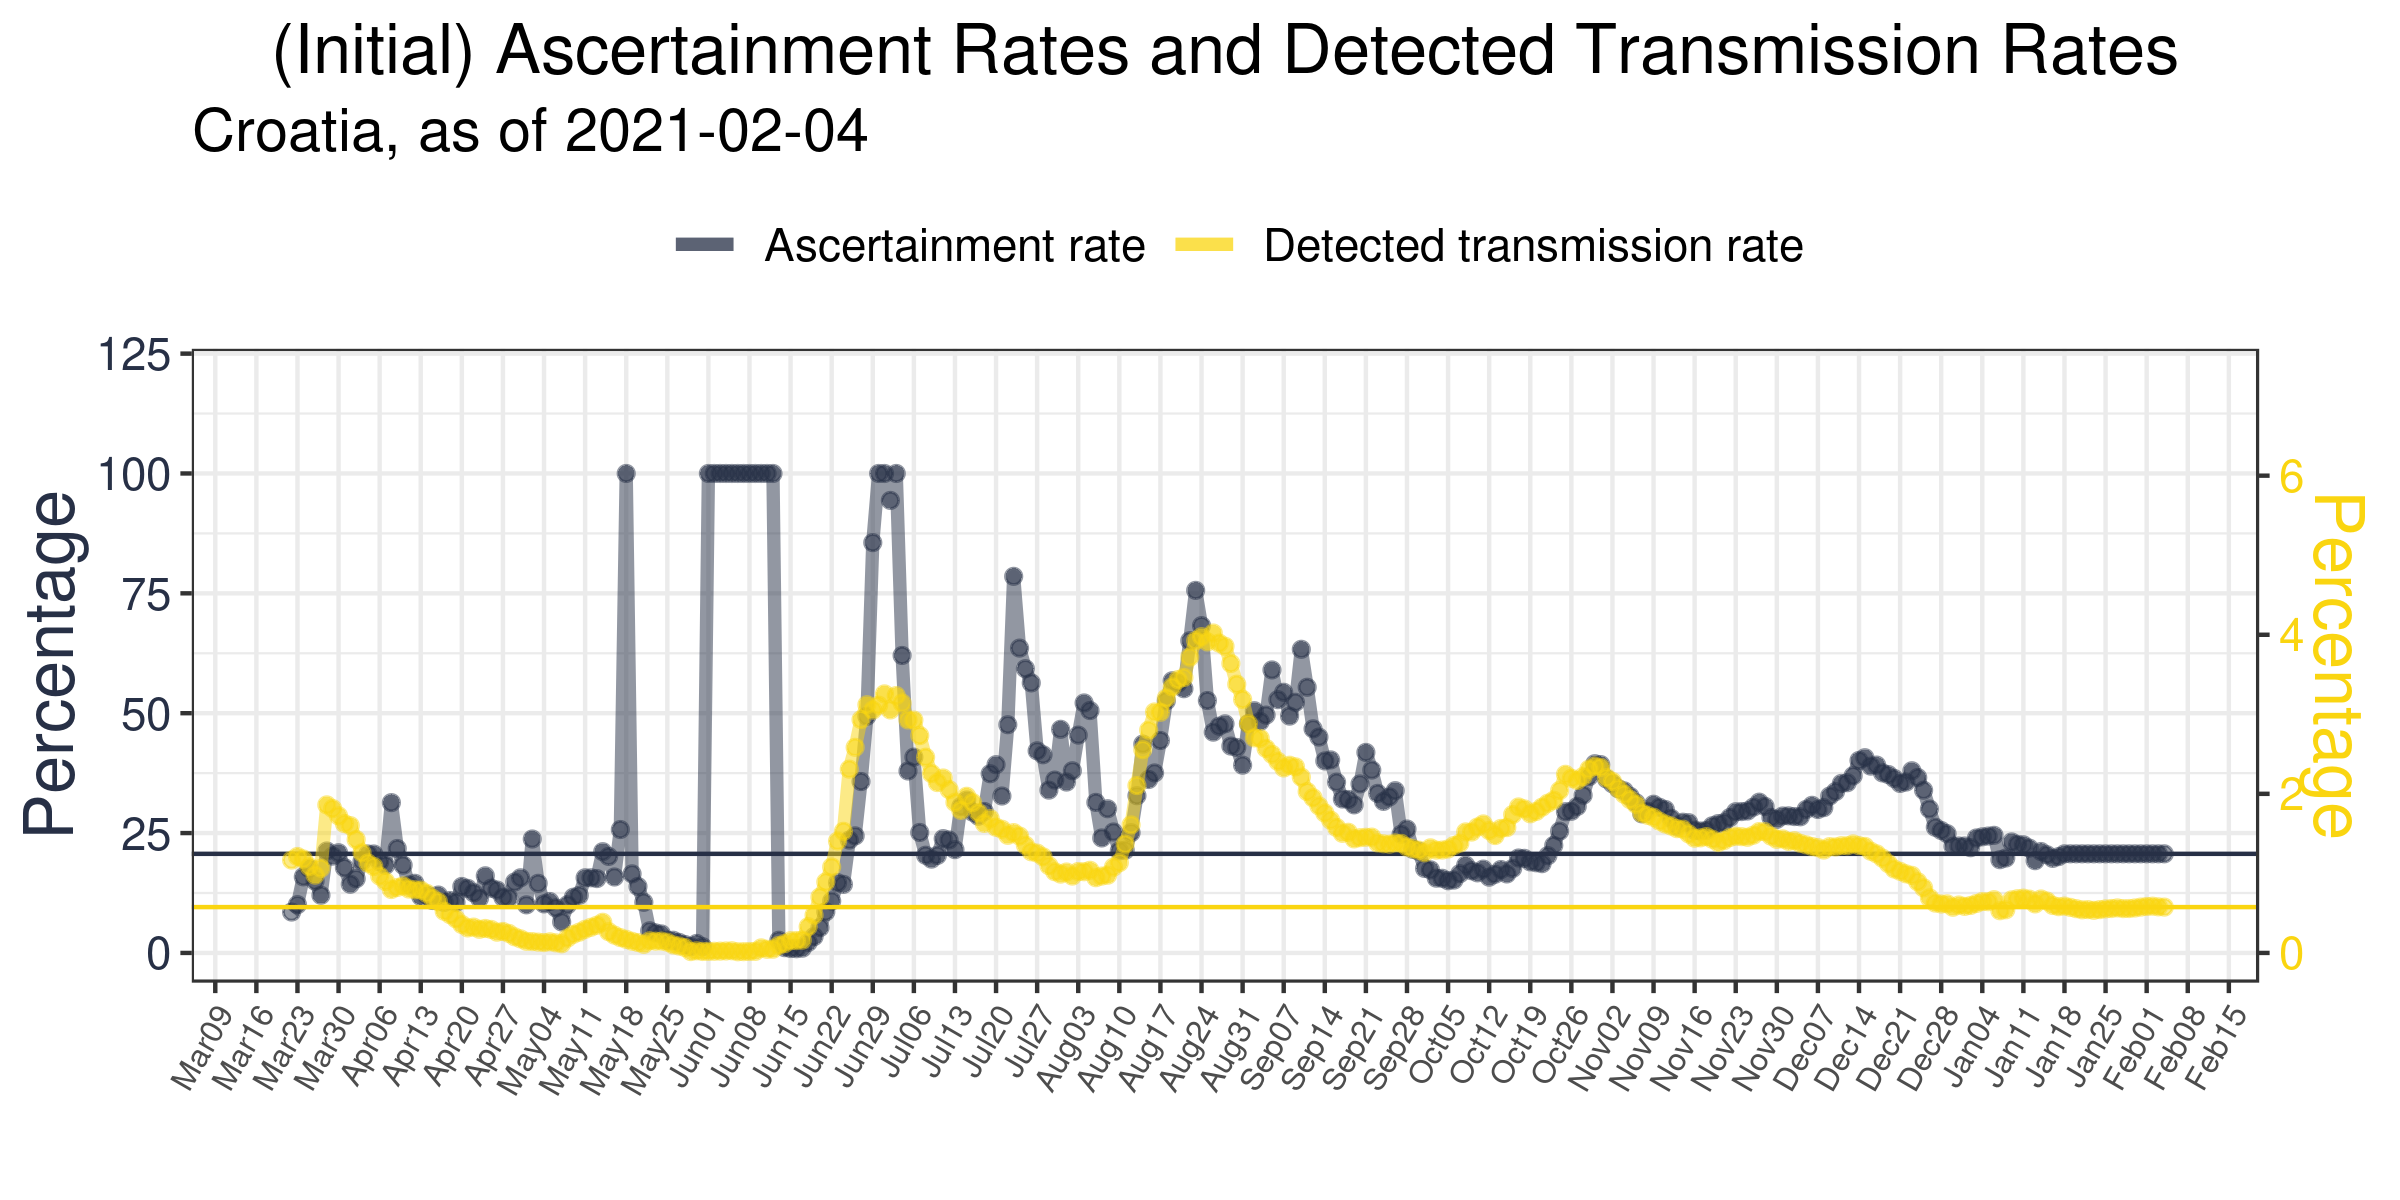 (Initial) Ascertainment Rates and Detected Transmission Rates
Croatia, as of 2021-02-04
Ascertainment rate
Detected transmission rate
Percentage
125
100
75
50
25
0
6
4
2
0
Percentage
Mar09
Mar16
Mar23
Mar30
Apr06
Apr13
Apr20
Apr27
May04
May11
May18
May25
Jun01
Jun08
Jun15
Jun22
Jun29
Jul06
Jul13
Jul20
Jul27
Aug03
Aug10
Aug17
Aug24
Aug31
Sep07
Sep14
Sep21
Sep28
Oct05
Oct12
Oct19
Oct26
Nov02
Nov09
Nov16
Nov23
Nov30
Dec07
Dec14
Dec21
Dec28
Jan04
Jan11
Jan18
Jan25
Feb01
Feb08
Feb15